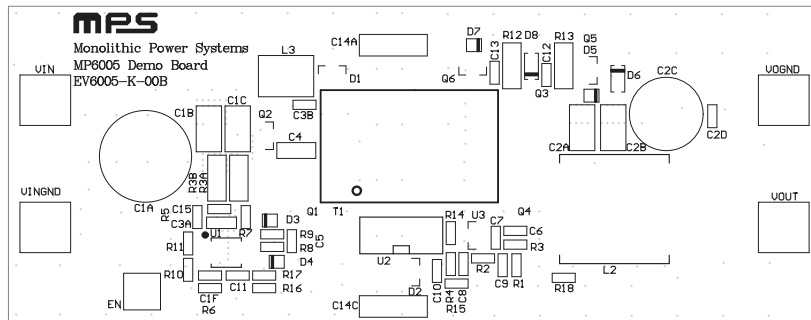 mps
Monolithic Power Systems
MP6005 Demo Board
EV6005-K-00B
VIN
C1B
C1C
L3
C14A
D1
C3B
Q2
C4
D7
Q6
C13
R12
D8
Q3
C12
R13
Q5
D5
D6
C2C
VOGND
C2A
C2B
C2D
VINGND
C1A
R3B
R3A
R5
C15
C3A
U1
R7
Q1
T1
D3
R9
R8
C5
D4
R11
R10
EN
C1F
R6
C11
R17
R16
U2
D2
C14C
R14
U3
Q4
C7
C6
R3
C10
R4
C8
R15
R2
C9
R1
L2
R18
VOUT